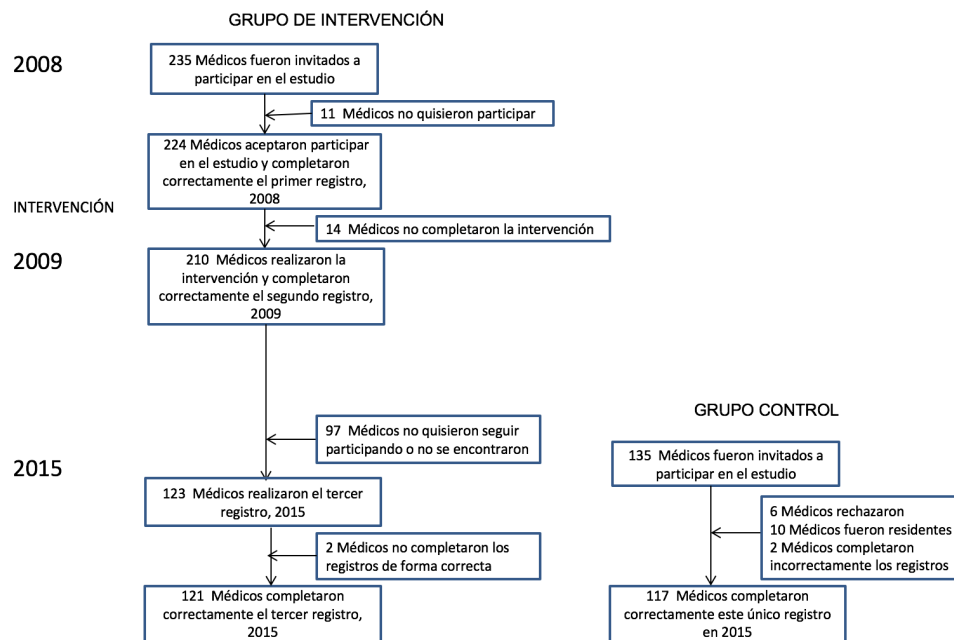 GRUPO DE INTERVENCIÓN
2008
235 Médicos fueron invitados a
participar en el estudio
11 Médicos no quisieron participar
224 Médicos aceptaron participar
en el estudio y completaron
correctamente el primer registro,
2008
INTERVENCIÓN
14 Médicos no completaron la intervención
2009
210 Médicos realizaron la
intervención y completaron
correctamente el segundo registro,
2009
97 Médicos no quisieron seguir
participando o no se encontraron
2015
123 Médicos realizaron el tercer
registro, 2015
2 Médicos no completaron los
registros de forma correcta
121 Médicos completaron
correctamente el tercer registro,
2015
GRUPO CONTROL
135 Médicos fueron invitados a
participar en el estudio
6 Médicos rechazaron
10 Médicos fueron residentes
2 Médicos completaron
incorrectamente los registros
117 Médicos completaron
correctamente este único registro
en 2015